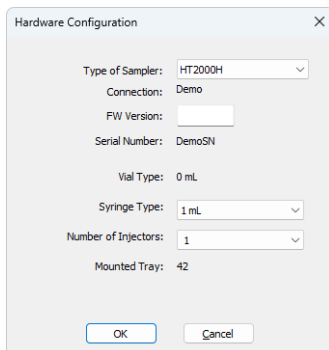 Hardware Configuration
Type of Sampler: HT2000H
Connection: Demo
FW Version:
Serial Number: DemoSN
Vial Type: 0 mL
Syringe Type: 1 mL
Number of Injectors: 1
Mounted Tray: 42
OK Cancel